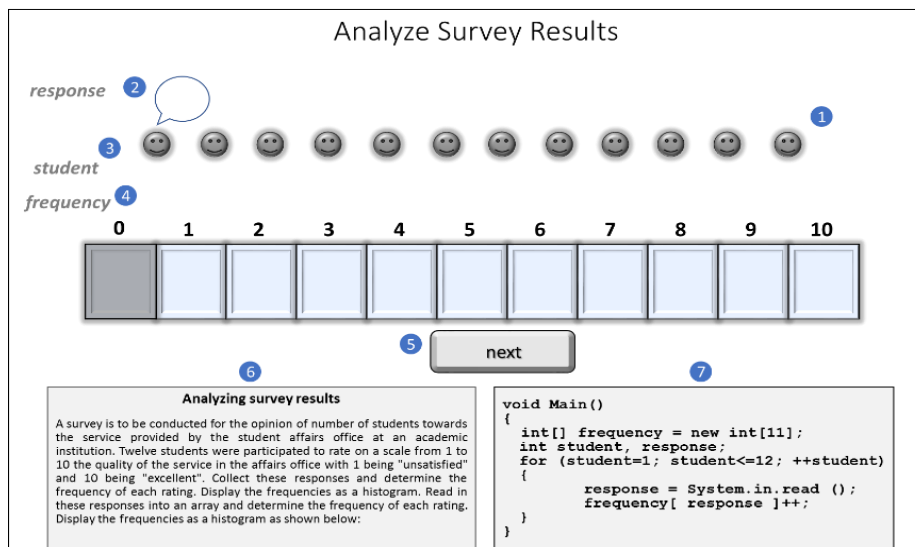 Analyze Survey Results
response 2
1
3
student
frequency 4
0 1 2 3 4 5 6 7 8 9 10
5 next
6
7
Analyzing survey results
A survey is to be conducted for the opinion of number of students towards
the service provided by the student affairs office at an academic
institution. Twelve students were participated to rate on a scale from 1 to
10 the quality of the service in the affairs office with 1 being "unsatisfied"
and 10 being "excellent". Collect these responses and determine the
frequency of each rating. Display the frequencies as a histogram. Read in
these responses into an array and determine the frequency of each rating.
Display the frequencies as a histogram as shown below:
void Main()
{
int[] frequency = new int[11];
int student, response;
for (student=1; student<=12; ++student)
{
response = System.in.read ();
frequency[ response ]++;
}
}